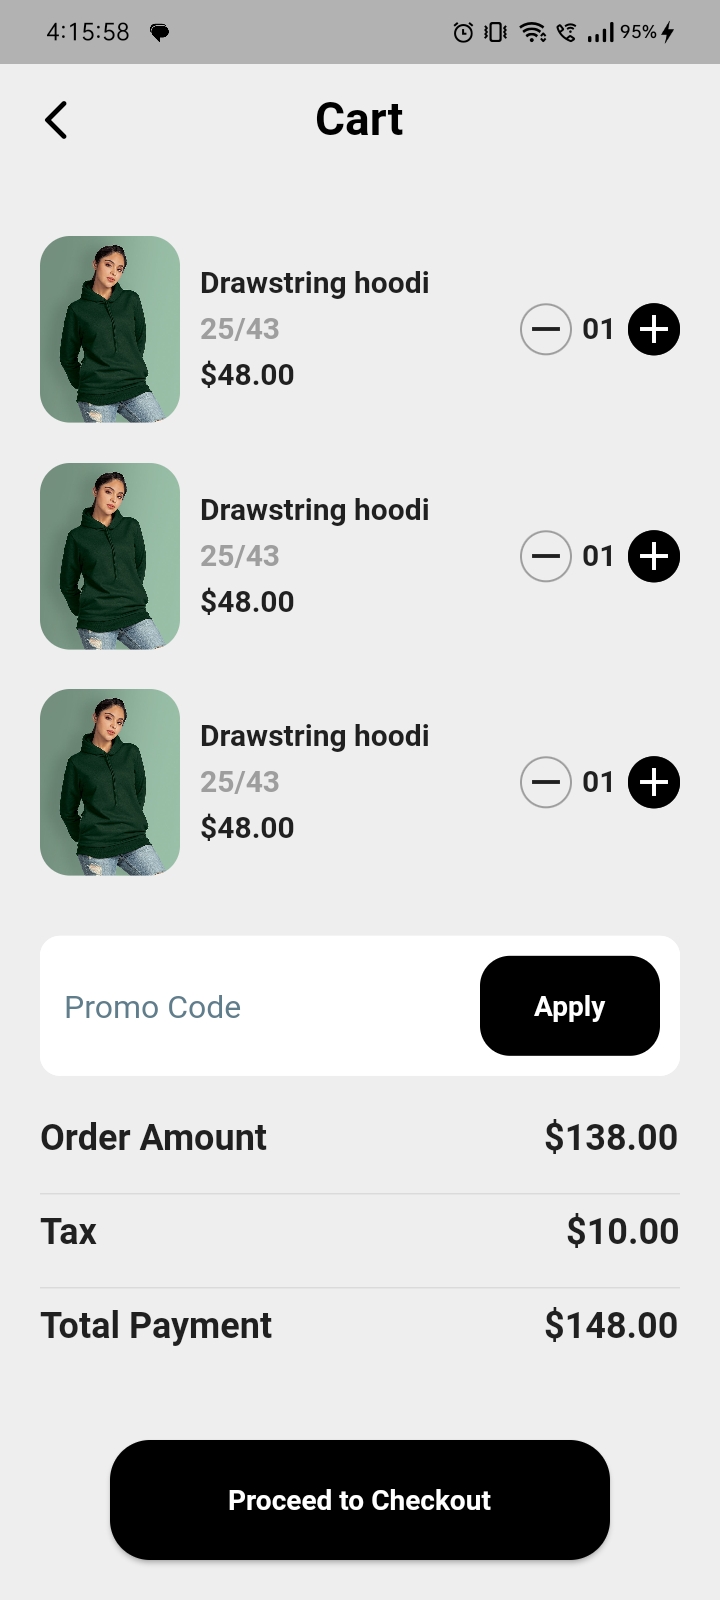 4:15:58
95%
Cart
Drawstring hoodi
25/43
$48.00
01
Drawstring hoodi
25/43
$48.00
01
Drawstring hoodi
25/43
$48.00
01
Promo Code
Apply
Order Amount $138.00
Tax $10.00
Total Payment $148.00
Proceed to Checkout